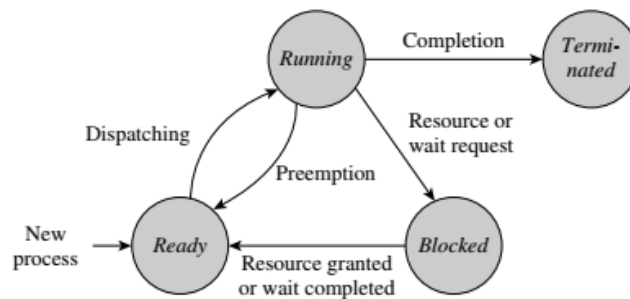 Running
Completion
Termi-
nated
Dispatching
Preemption
Resource or
wait request
New
process
Ready
Resource granted
or wait completed
Blocked